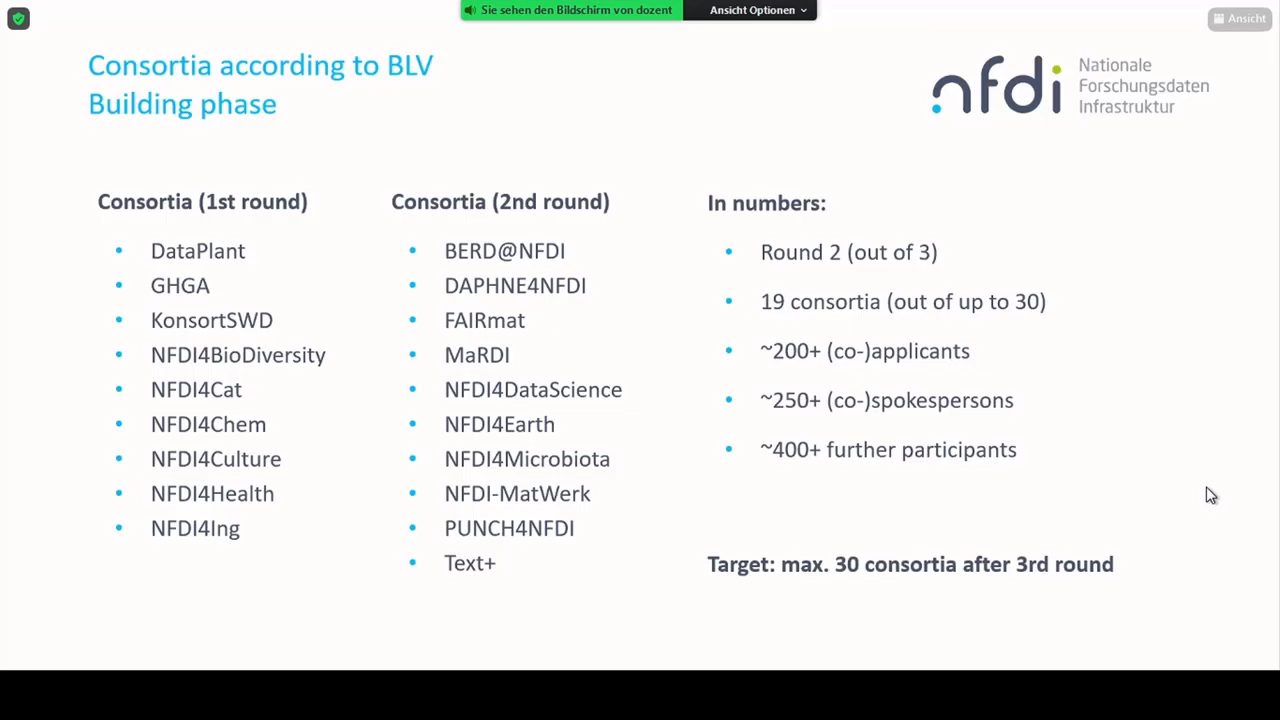 Sie sehen den Bildschirm von dozent
Ansicht Optionen
Ansicht
Consortia according to BLV
Building phase
nfdi
Nationale
Forschungsdaten
Infrastruktur
Consortia (1st round)
DataPlant
GHGA
KonsortSWD
NFDI4BioDiversity
NFDI4Cat
NFDI4Chem
NFDI4Culture
NFDI4Health
NFDI4Ing
Consortia (2nd round)
BERD@NFDI
DAPHNE4NFDI
FAIRmat
MaRDI
NFDI4DataScience
NFDI4Earth
NFDI4Microbiota
NFDI-MatWerk
PUNCH4NFDI
Text+
In numbers:
Round 2 (out of 3)
19 consortia (out of up to 30)
~200+ (co-)applicants
~250+ (co-)spokespersons
~400+ further participants
Target: max. 30 consortia after 3rd round